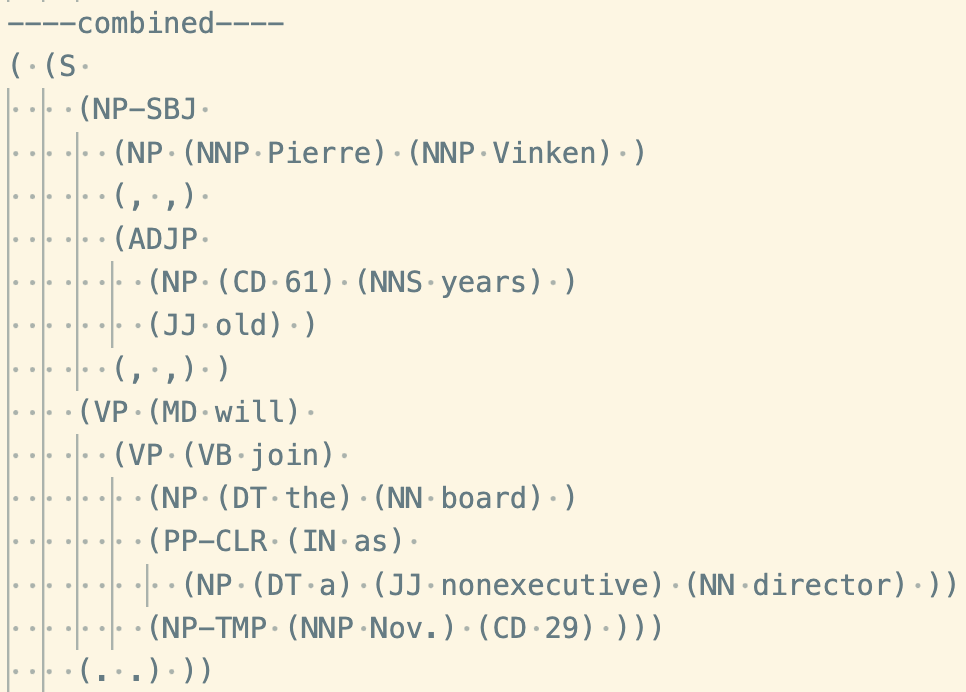 ----combined----
( (S 
    (NP-SBJ 
      (NP (NNP Pierre) (NNP Vinken) )
      (, ,) 
      (ADJP 
        (NP (CD 61) (NNS years) )
        (JJ old) )
      (, ,) )
    (VP (MD will) 
      (VP (VB join) 
        (NP (DT the) (NN board) )
        (PP-CLR (IN as) 
          (NP (DT a) (JJ nonexecutive) (NN director) ))
        (NP-TMP (NNP Nov.) (CD 29) )))
    (. .) ))